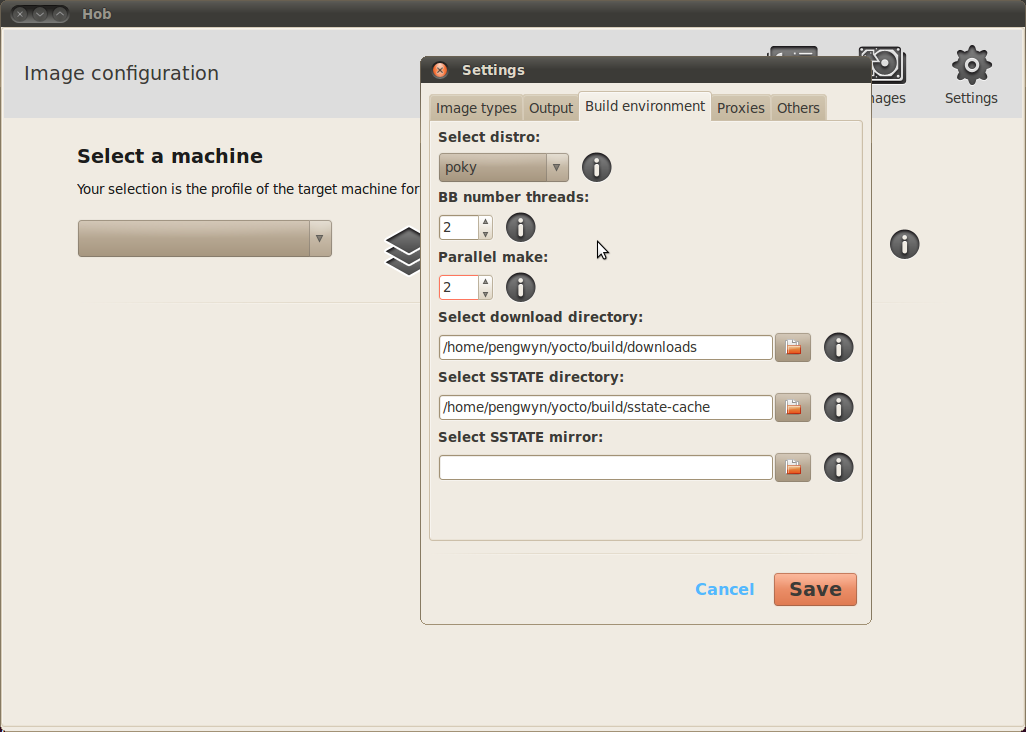 Hob
Image configuration
Settings
Select a machine
Your selection is the profile of the target machine for
Settings
Image types Output Build environment Proxies Others
Select distro:
poky
BB number threads:
2
Parallel make:
2
Select download directory:
/home/pengwyn/yocto/build/downloads
Select SSTATE directory:
/home/pengwyn/yocto/build/sstate-cache
Select SSTATE mirror:
Cancel Save